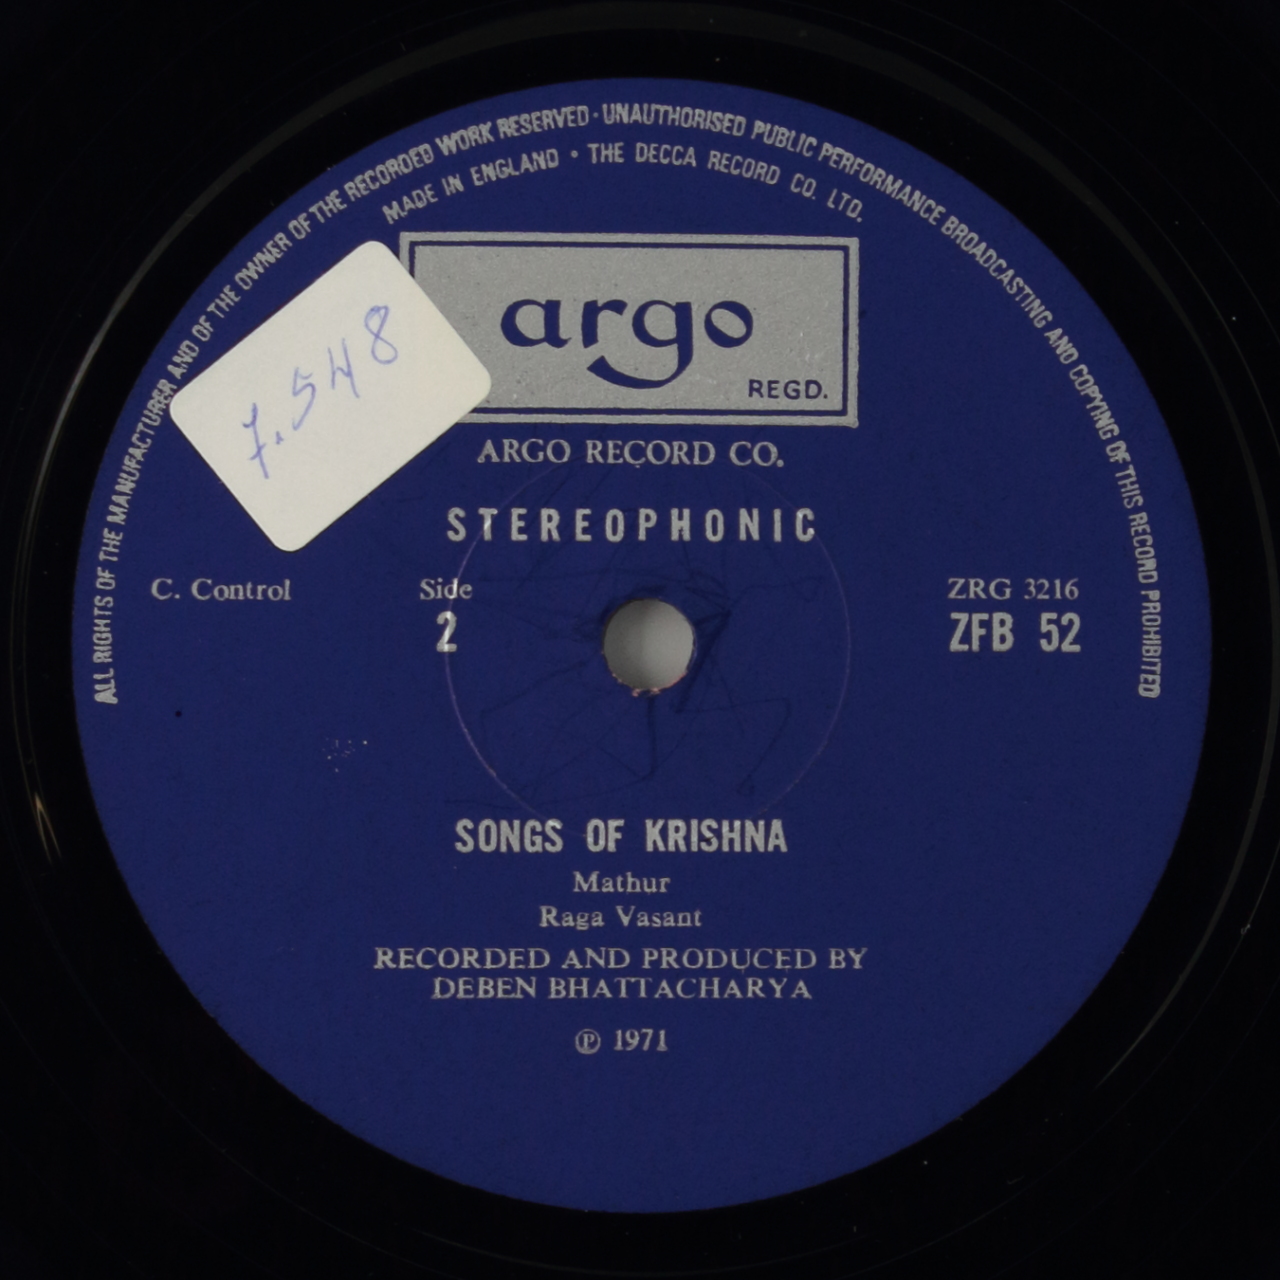 ALL RIGHTS OF THE MANUFACTURER AND OF THE OWNER OF THE RECORDED WORK RESERVED · UNAUTHORISED PUBLIC PERFORMANCE BROADCASTING AND COPYING OF THIS RECORD PROHIBITED
MADE IN ENGLAND • THE DECCA RECORD CO. LTD.
argo
REGD.
7.548
ARGO RECORD CO.
STEREOPHONIC
C. Control Side ZRG 3216
2 ZFB 52
SONGS OF KRISHNA
Mathur
Raga Vasant
RECORDED AND PRODUCED BY
DEBEN BHATTACHARYA
Ⓟ 1971